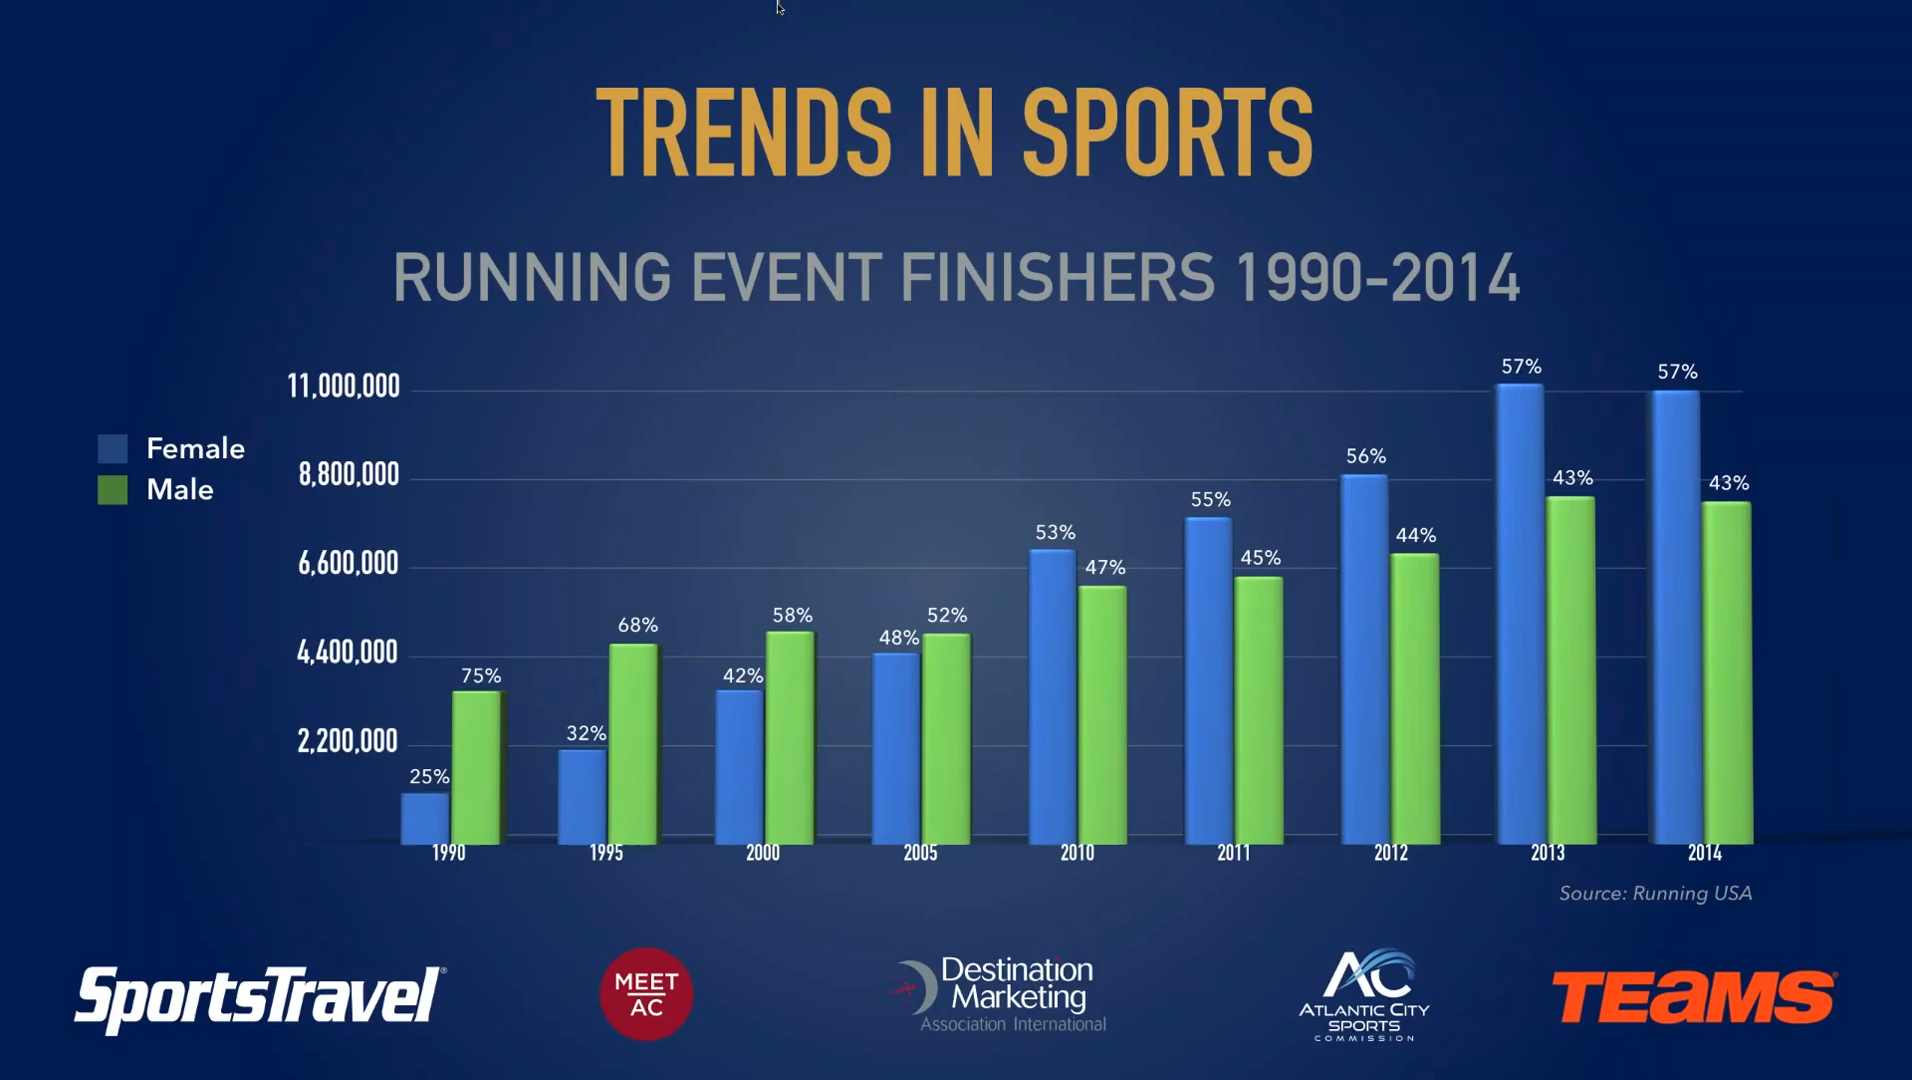 TRENDS IN SPORTS
RUNNING EVENT FINISHERS 1990-2014
Female
Male
11,000,000
8,800,000
6,600,000
4,400,000
2,200,000
25%
75%
32%
68%
42%
58%
48%
52%
53%
47%
55%
45%
56%
44%
57%
43%
57%
43%
1990
1995
2000
2005
2010
2011
2012
2013
2014
Source: Running USA
SportsTravel®
MEET
AC
Destination
Marketing
Association International
AC
ATLANTIC CITY
SPORTS
COMMISSION
TEAMS®